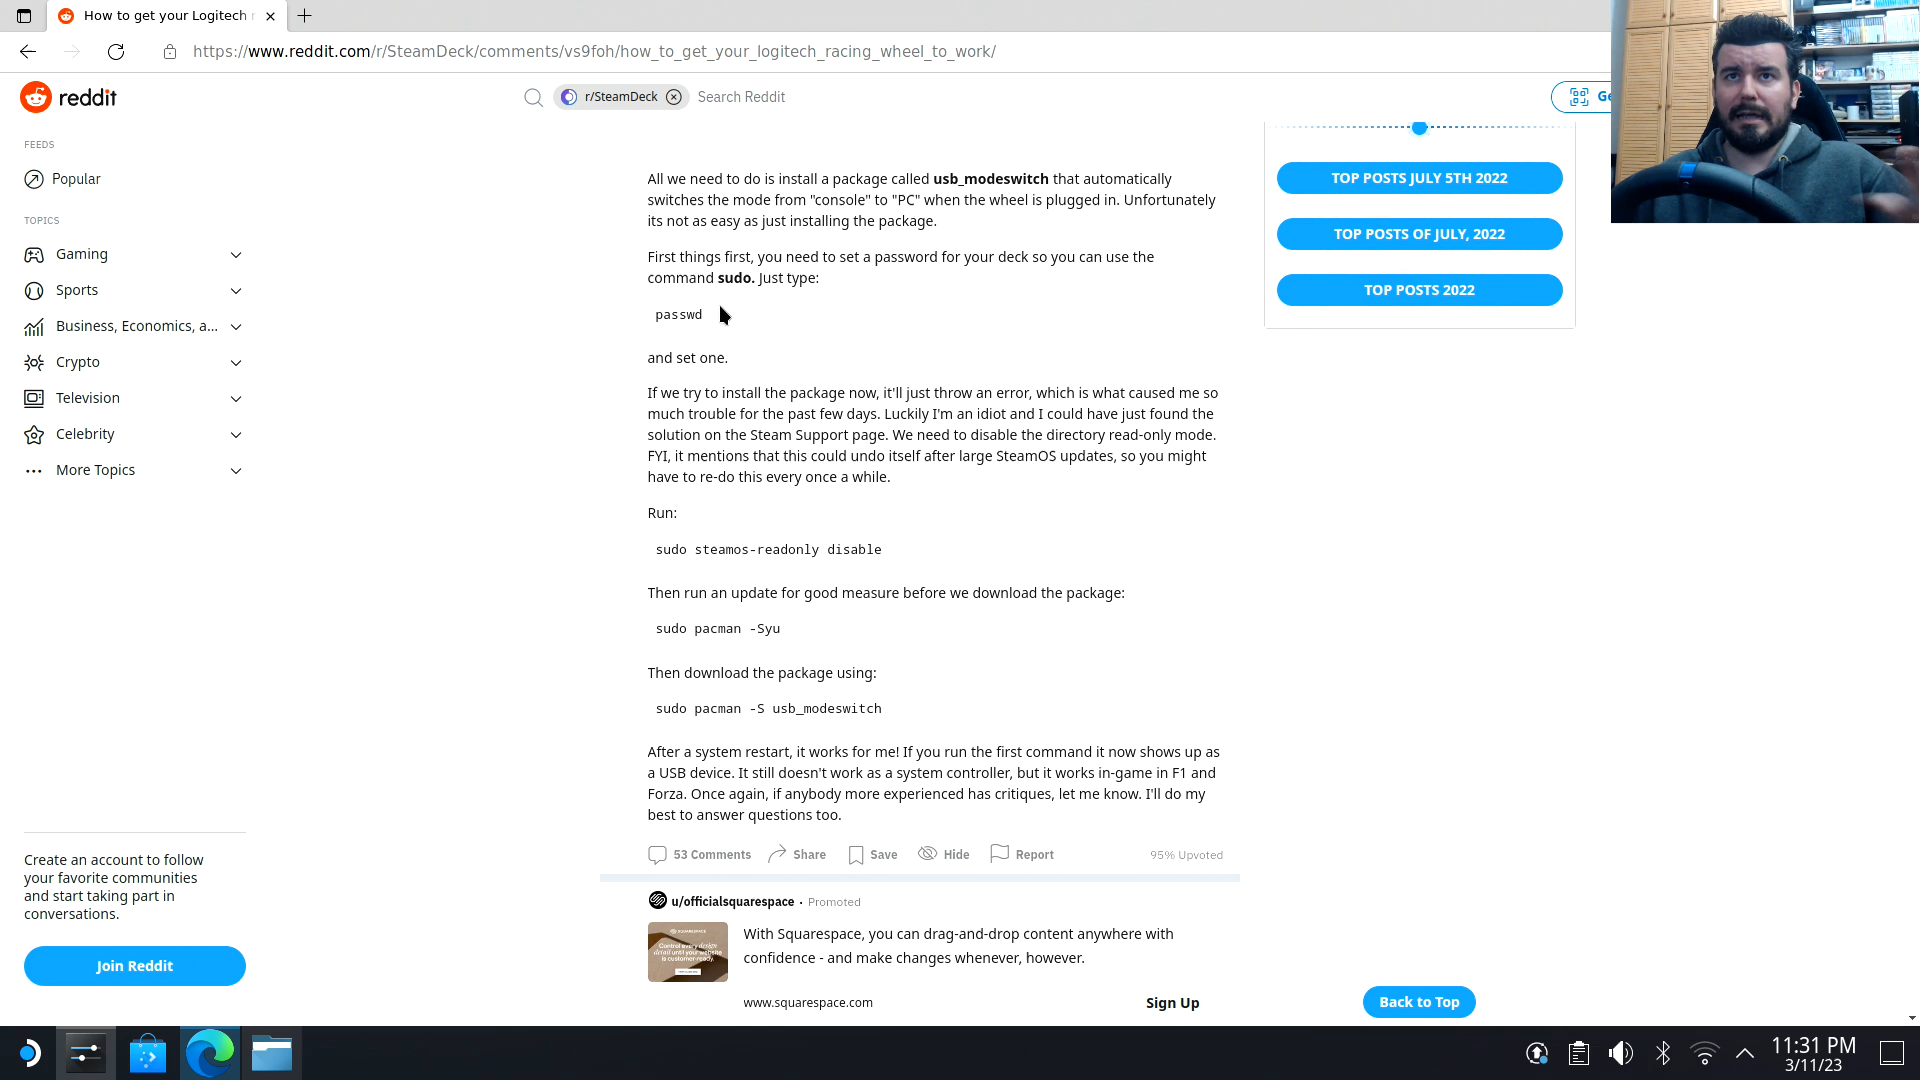 How to get your Logitech
https://www.reddit.com/r/SteamDeck/comments/vs9foh/how_to_get_your_logitech_racing_wheel_to_work/
reddit
r/SteamDeck
Search Reddit
FEEDS
Popular
TOPICS
Gaming
Sports
Business, Economics, a...
Crypto
Television
Celebrity
More Topics
Create an account to follow
your favorite communities
and start taking part in
conversations.
Join Reddit
All we need to do is install a package called usb_modeswitch that automatically
switches the mode from "console" to "PC" when the wheel is plugged in. Unfortunately
its not as easy as just installing the package.
First things first, you need to set a password for your deck so you can use the
command sudo. Just type:
passwd
and set one.
If we try to install the package now, it'll just throw an error, which is what caused me so
much trouble for the past few days. Luckily I'm an idiot and I could have just found the
solution on the Steam Support page. We need to disable the directory read-only mode.
FYI, it mentions that this could undo itself after large SteamOS updates, so you might
have to re-do this every once a while.
Run:
sudo steamos-readonly disable
Then run an update for good measure before we download the package:
sudo pacman -Syu
Then download the package using:
sudo pacman -S usb_modeswitch
After a system restart, it works for me! If you run the first command it now shows up as
a USB device. It still doesn't work as a system controller, but it works in-game in F1 and
Forza. Once again, if anybody more experienced has critiques, let me know. I'll do my
best to answer questions too.
53 Comments Share Save Hide Report 95% Upvoted
u/officialsquarespace · Promoted
With Squarespace, you can drag-and-drop content anywhere with
confidence - and make changes whenever, however.
www.squarespace.com
Sign Up
TOP POSTS JULY 5TH 2022
TOP POSTS OF JULY, 2022
TOP POSTS 2022
Back to Top
11:31 PM
3/11/23